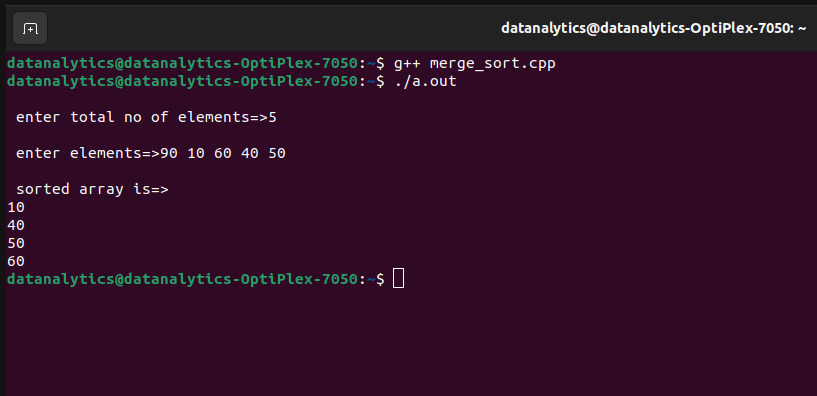 datanalytics@datanalytics-OptiPlex-7050: ~
datanalytics@datanalytics-OptiPlex-7050:~$ g++ merge_sort.cpp
datanalytics@datanalytics-OptiPlex-7050:~$ ./a.out
enter total no of elements=>5
enter elements=>90 10 60 40 50
sorted array is=>
10
40
50
60
datanalytics@datanalytics-OptiPlex-7050:~$